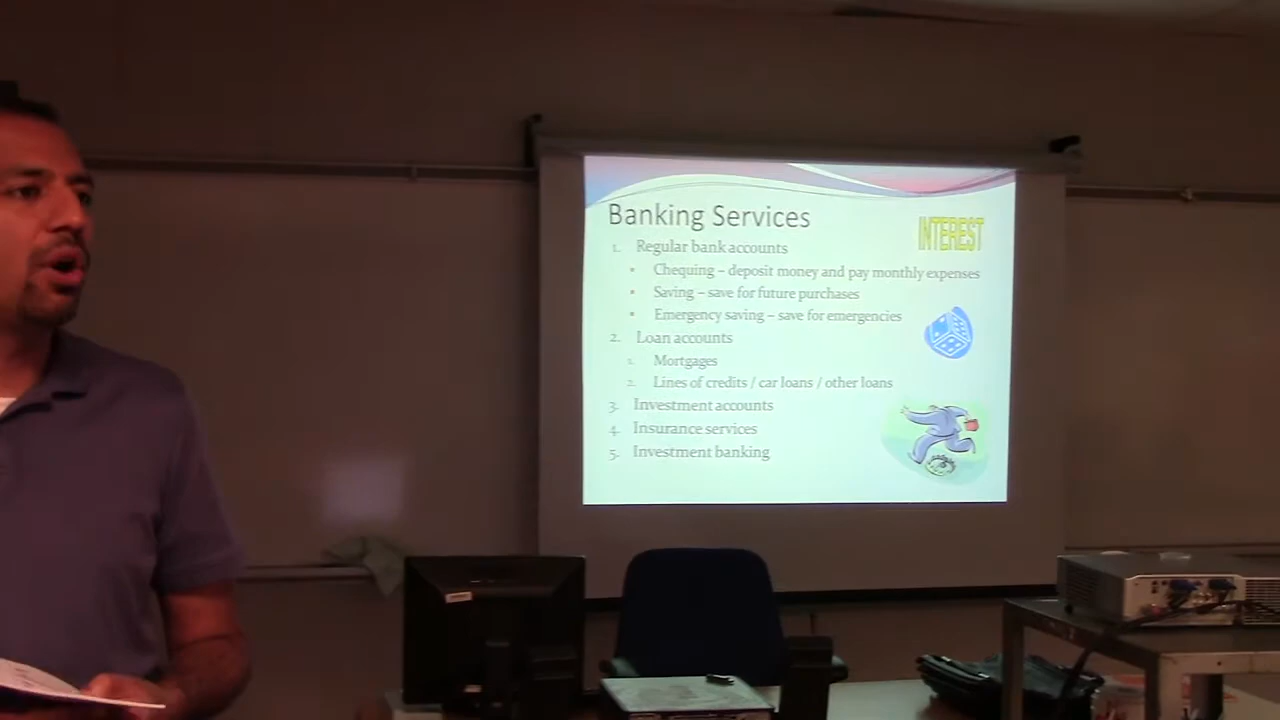 Banking Services
INTEREST
1. Regular bank accounts
• Chequing – deposit money and pay monthly expenses
• Saving – save for future purchases
• Emergency saving – save for emergencies
2. Loan accounts
1. Mortgages
2. Lines of credits / car loans / other loans
3. Investment accounts
4. Insurance services
5. Investment banking